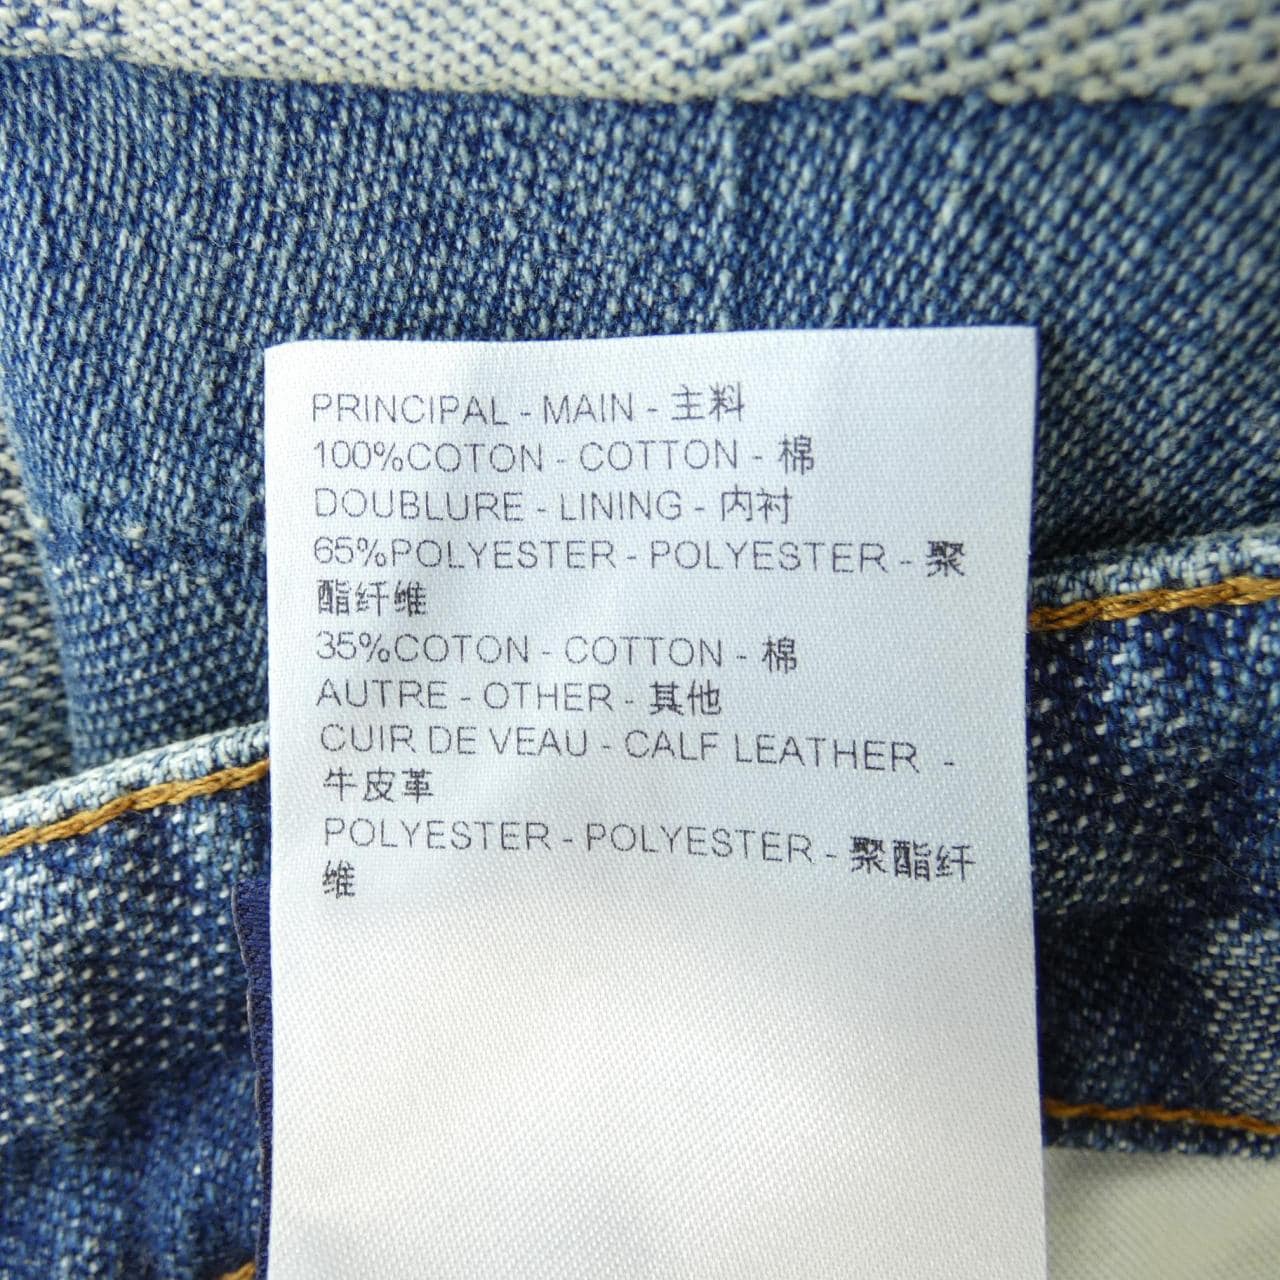 PRINCIPAL - MAIN - 主料
100%COTON - COTTON - 棉
DOUBLURE - LINING - 内衬
65%POLYESTER - POLYESTER - 聚
酯纤维
35%COTON - COTTON - 棉
AUTRE - OTHER - 其他
CUIR DE VEAU - CALF LEATHER -
牛皮革
POLYESTER - POLYESTER - 聚酯纤
维